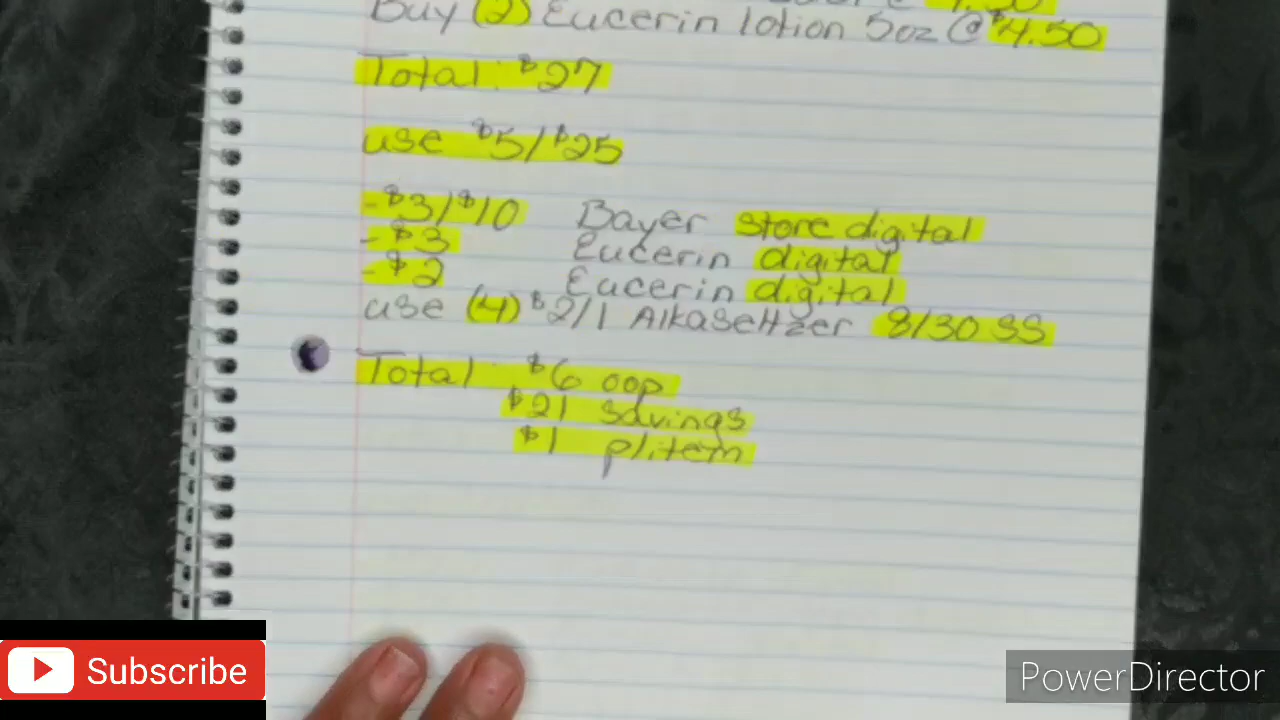 4.50
Buy (2) Eucerin lotion 5oz @ $4.50
Total: $27
use $5/$25
-$3/$10 Bayer store digital
-$3 Eucerin digital
-$2 Eucerin digital
use (4) $2/1 Alkaseltzer 8/30 SS
Total $6 oop
$21 savings
$1 p/item
Subscribe
PowerDirector